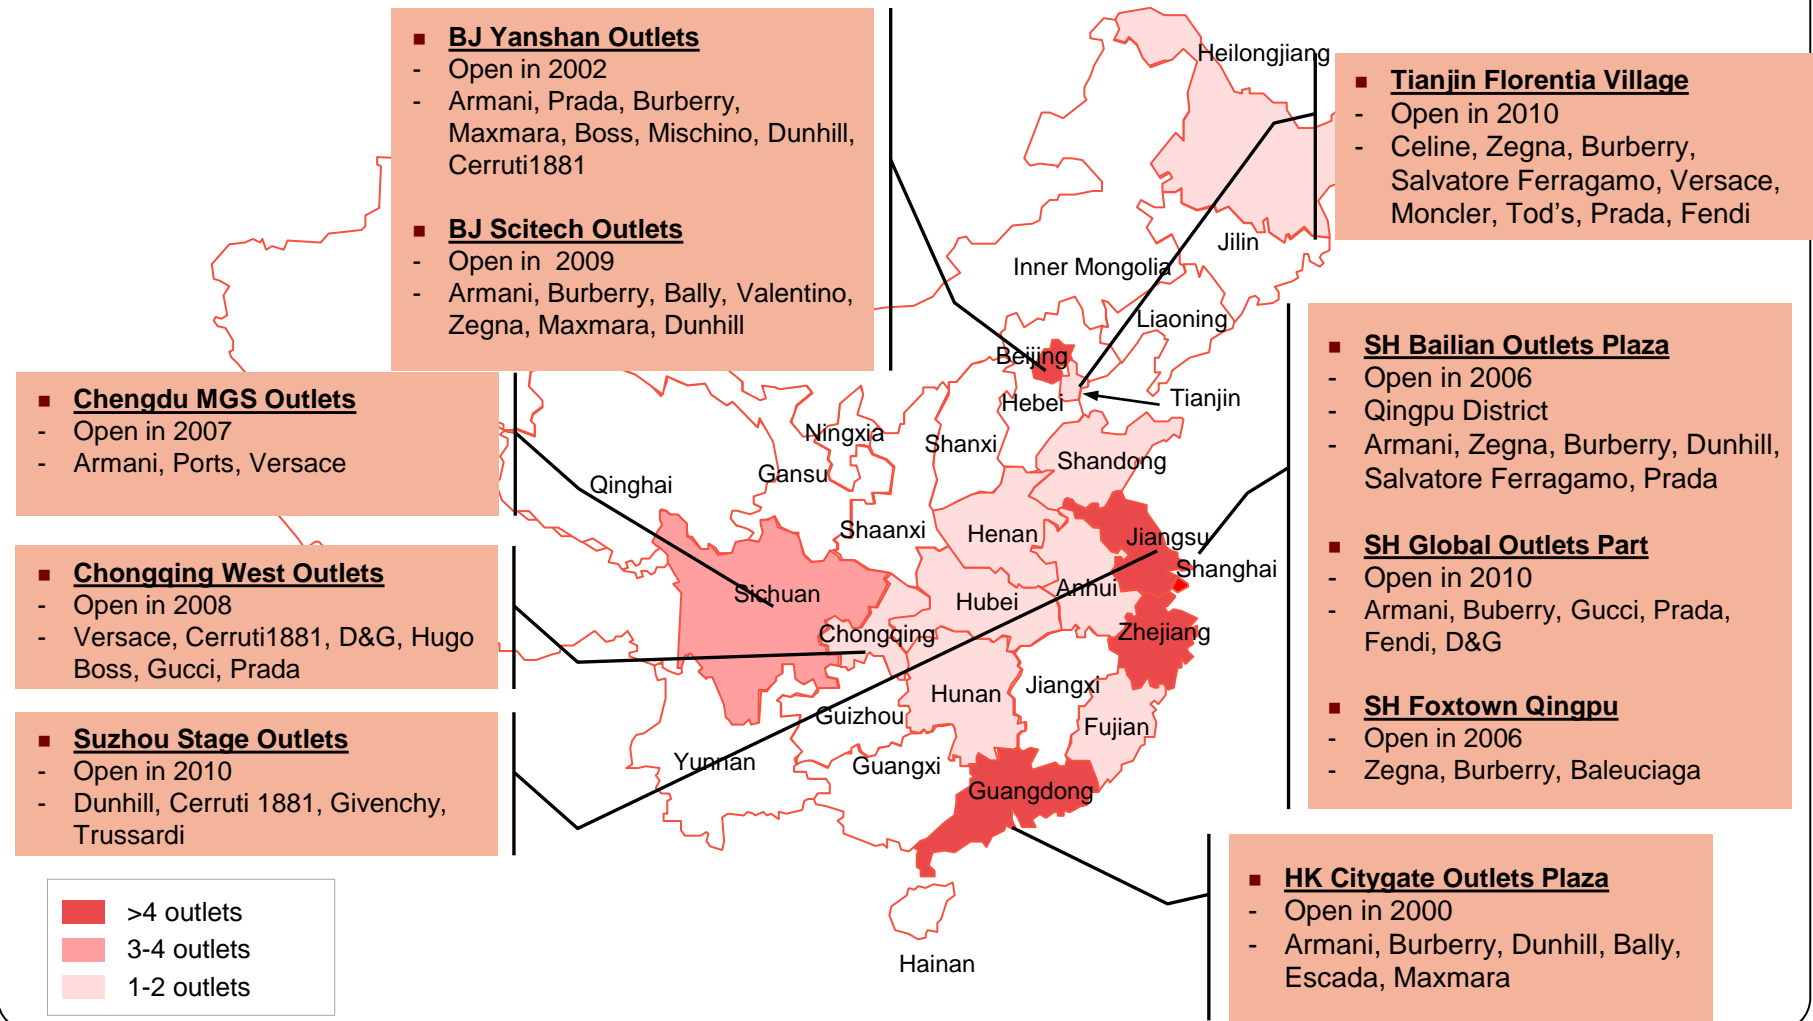 ■ BJ Yanshan Outlets
- Open in 2002
- Armani, Prada, Burberry,
Maxmara, Boss, Mischino, Dunhill,
Cerruti1881
■ BJ Scitech Outlets
- Open in  2009
- Armani, Burberry, Bally, Valentino,
Zegna, Maxmara, Dunhill
■ Chengdu MGS Outlets
- Open in 2007
- Armani, Ports, Versace
■ Chongqing West Outlets
- Open in 2008
- Versace, Cerruti1881, D&G, Hugo
Boss, Gucci, Prada
■ Suzhou Stage Outlets
- Open in 2010
- Dunhill, Cerruti 1881, Givenchy,
Trussardi
>4 outlets
3-4 outlets
1-2 outlets
Heilongjiang
Jilin
Inner Mongolia
Liaoning
Beijing
Tianjin
Hebei
Ningxia
Shanxi
Shandong
Gansu
Qinghai
Shaanxi
Henan
Jiangsu
Shanghai
Sichuan
Hubei
Anhui
Chongqing
Zhejiang
Hunan
Jiangxi
Guizhou
Fujian
Yunnan
Guangxi
Guangdong
Hainan
■ Tianjin Florentia Village
- Open in 2010
- Celine, Zegna, Burberry,
Salvatore Ferragamo, Versace,
Moncler, Tod’s, Prada, Fendi
■ SH Bailian Outlets Plaza
- Open in 2006
- Qingpu District
- Armani, Zegna, Burberry, Dunhill,
Salvatore Ferragamo, Prada
■ SH Global Outlets Part
- Open in 2010
- Armani, Buberry, Gucci, Prada,
Fendi, D&G
■ SH Foxtown Qingpu
- Open in 2006
- Zegna, Burberry, Baleuciaga
■ HK Citygate Outlets Plaza
- Open in 2000
- Armani, Burberry, Dunhill, Bally,
Escada, Maxmara